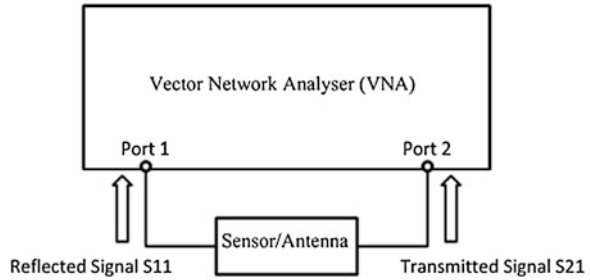 Vector Network Analyser (VNA)
Port 1
Port 2
Sensor/Antenna
Reflected Signal S11
Transmitted Signal S21